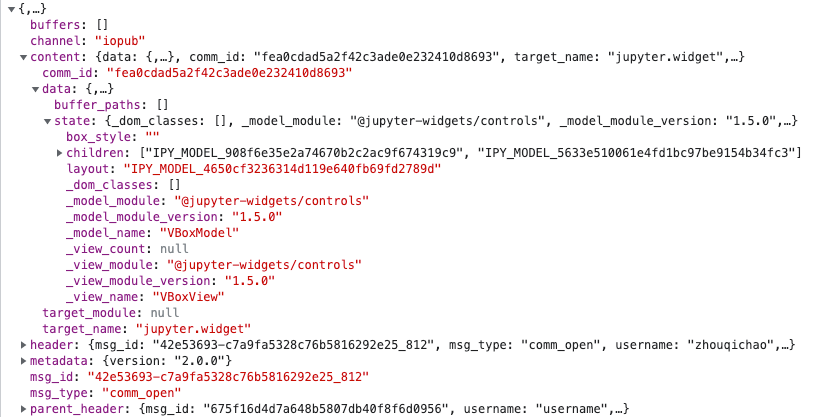 {,…}
buffers: []
channel: "iopub"
content: {data: {,…}, comm_id: "fea0cdad5a2f42c3ade0e232410d8693", target_name: "jupyter.widget",…}
comm_id: "fea0cdad5a2f42c3ade0e232410d8693"
data: {,…}
buffer_paths: []
state: {_dom_classes: [], _model_module: "@jupyter-widgets/controls", _model_module_version: "1.5.0",…}
box_style: ""
children: ["IPY_MODEL_908f6e35e2a74670b2c2ac9f674319c9", "IPY_MODEL_5633e510061e4fd1bc97be9154b34fc3"]
layout: "IPY_MODEL_4650cf3236314d119e640fb69fd2789d"
_dom_classes: []
_model_module: "@jupyter-widgets/controls"
_model_module_version: "1.5.0"
_model_name: "VBoxModel"
_view_count: null
_view_module: "@jupyter-widgets/controls"
_view_module_version: "1.5.0"
_view_name: "VBoxView"
target_module: null
target_name: "jupyter.widget"
header: {msg_id: "42e53693-c7a9fa5328c76b5816292e25_812", msg_type: "comm_open", username: "zhouqichao",…}
metadata: {version: "2.0.0"}
msg_id: "42e53693-c7a9fa5328c76b5816292e25_812"
msg_type: "comm_open"
parent_header: {msg_id: "675f16d4d7a648b5807db40f8f6d0956", username: "username",…}